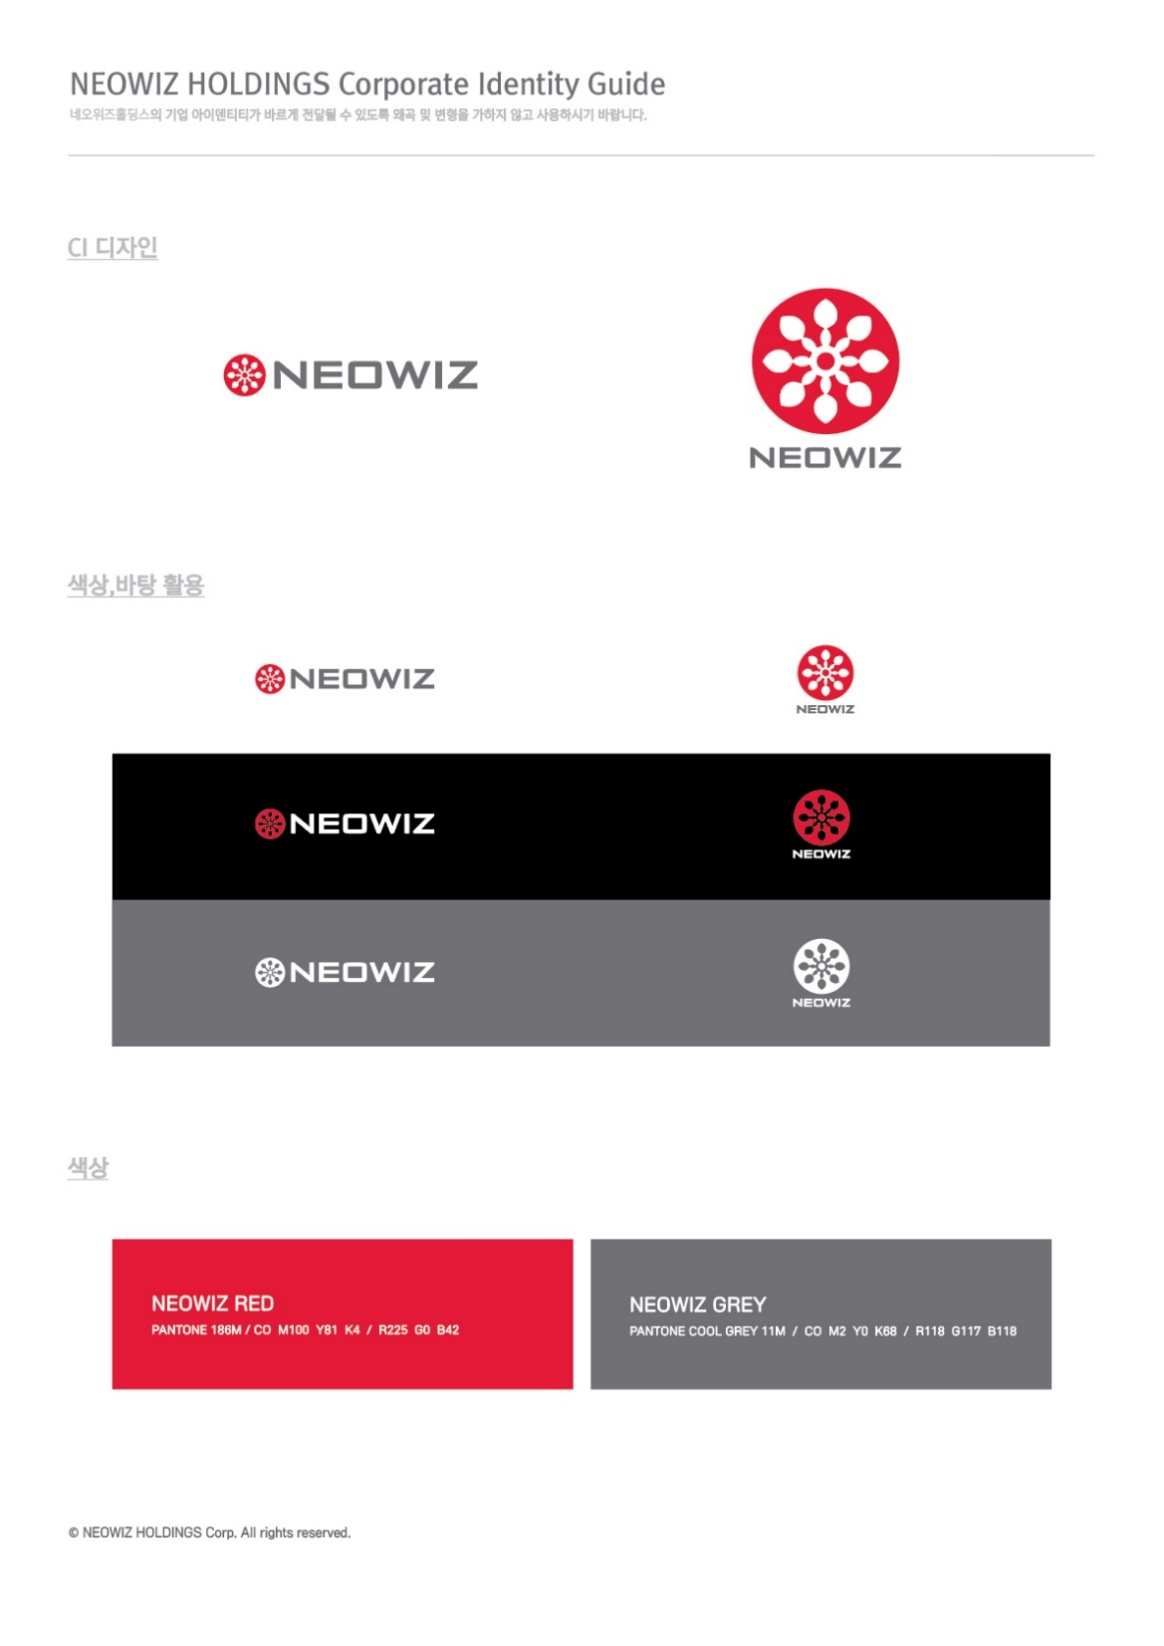 NEOWIZ HOLDINGS Corporate Identity Guide
네오위즈홀딩스의 기업 아이덴티티가 바르게 전달될 수 있도록 왜곡 및 변형을 가하지 않고 사용하시기 바랍니다.
CI 디자인
NEOWIZ
NEOWIZ
색상,바탕 활용
NEOWIZ
NEOWIZ
NEOWIZ
NEOWIZ
NEOWIZ
NEOWIZ
색상
NEOWIZ RED
PANTONE 186M / CO M100 Y81 K4 / R225 G0 B42
NEOWIZ GREY
PANTONE COOL GREY 11M / CO M2 Y0 K68 / R118 G117 B118
© NEOWIZ HOLDINGS Corp. All rights reserved.